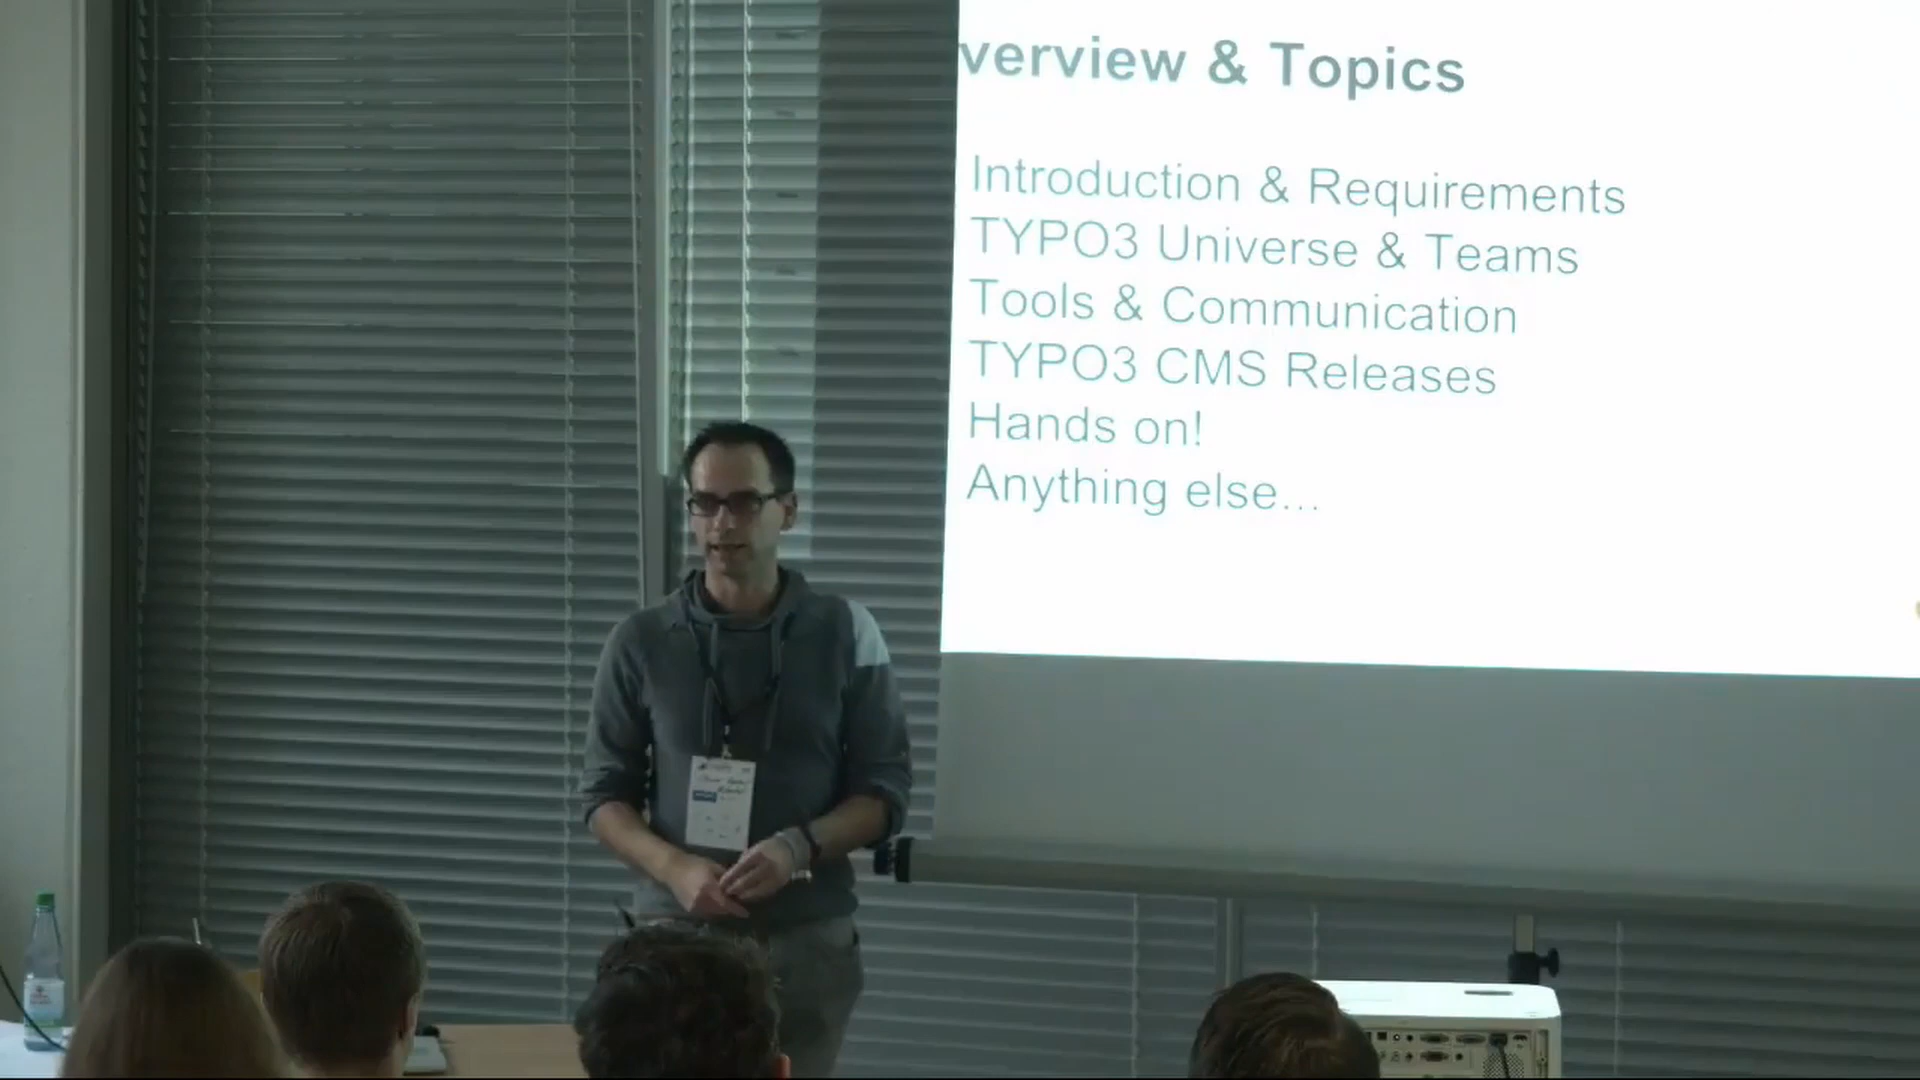 verview & Topics
Introduction & Requirements
TYPO3 Universe & Teams
Tools & Communication
TYPO3 CMS Releases
Hands on!
Anything else...